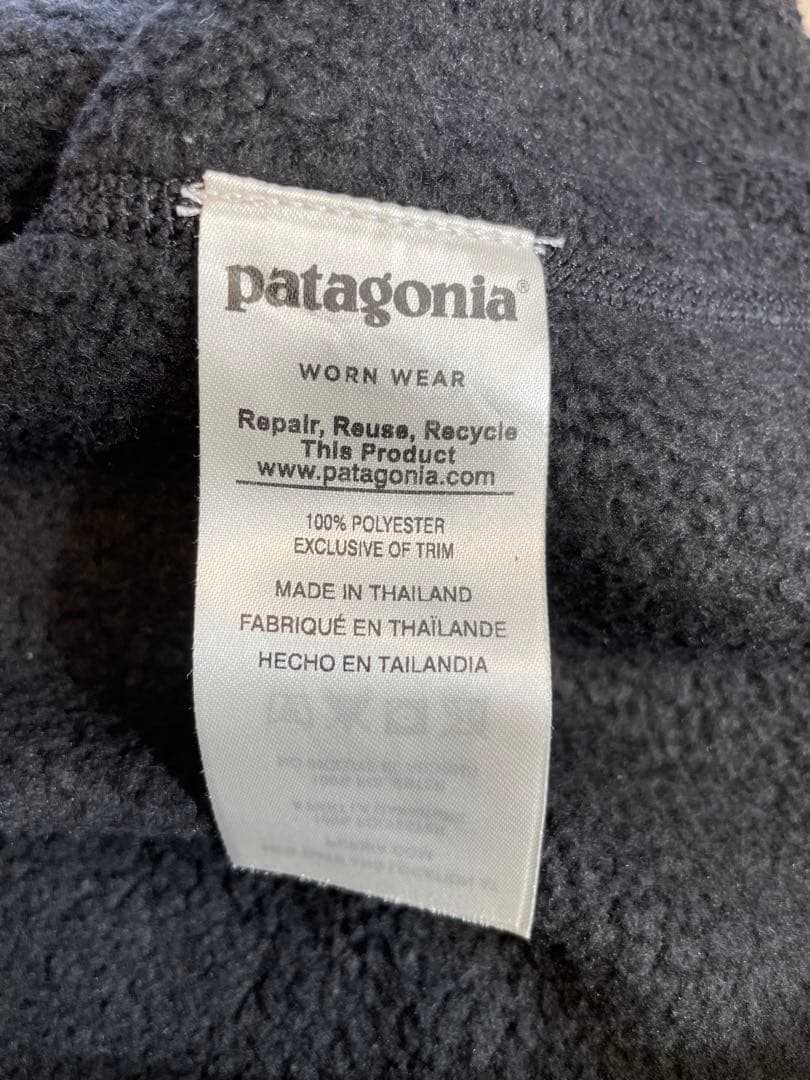 patagonia®
WORN WEAR
Repair, Reuse, Recycle
This Product
www.patagonia.com
100% POLYESTER
EXCLUSIVE OF TRIM
MADE IN THAILAND
FABRIQUÉ EN THAÏLANDE
HECHO EN TAILANDIA